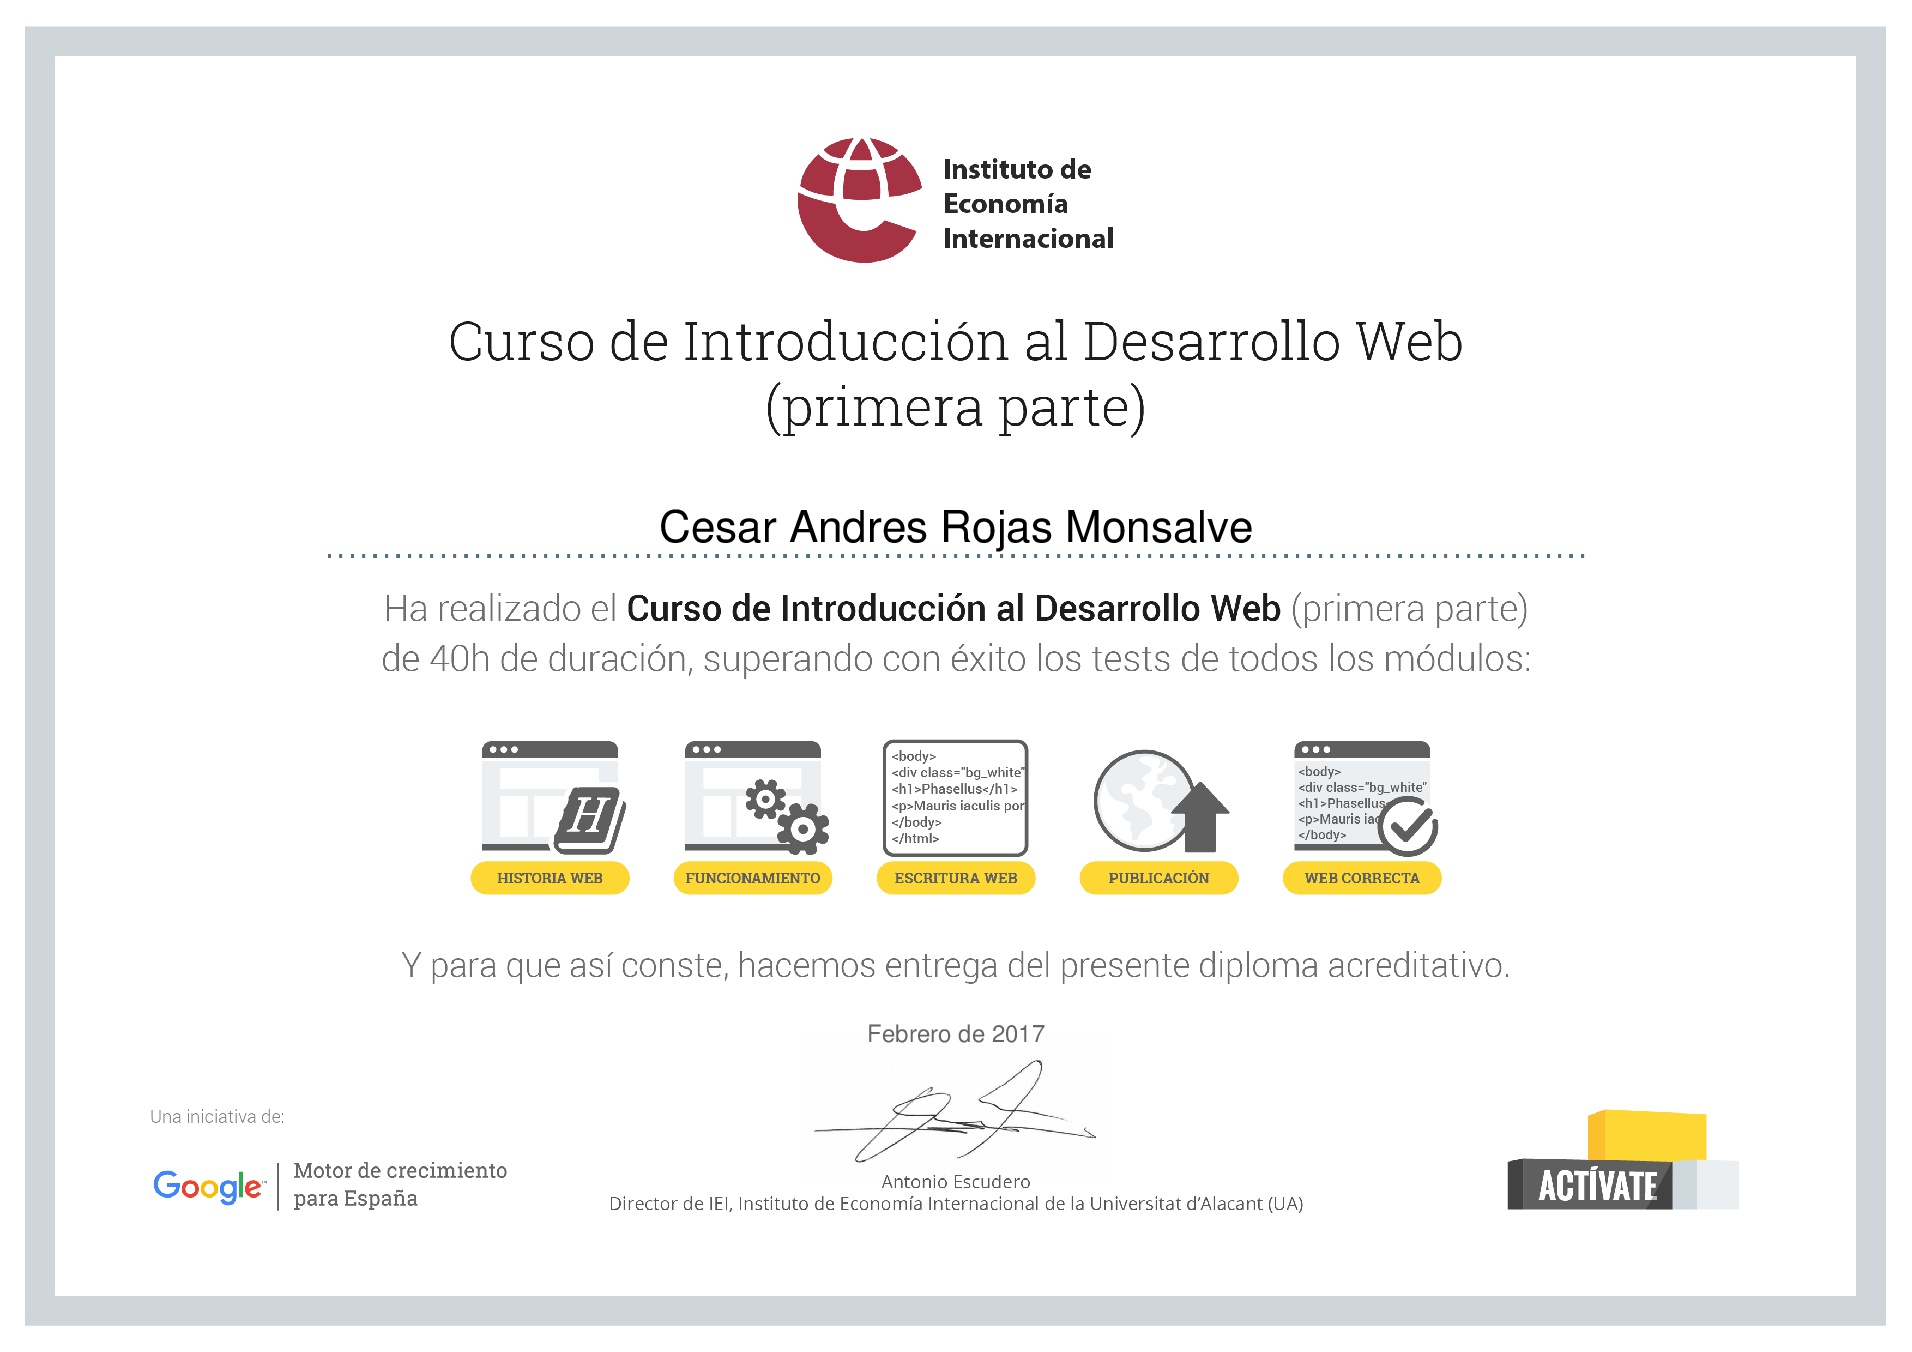 Instituto de
Economía
Internacional
Curso de Introducción al Desarrollo Web
(primera parte)
Cesar Andres Rojas Monsalve
Ha realizado el Curso de Introducción al Desarrollo Web (primera parte)
de 40h de duración, superando con éxito los tests de todos los módulos:
H
<body>
<div class="bg_white"
<h1>Phasellus</h1>
<p>Mauris iaculis por
</body>
</html>
<body>
<div class="bg_white"
<h1>Phasellus
<p>Mauris iac
</body>
HISTORIA WEB
FUNCIONAMIENTO
ESCRITURA WEB
PUBLICACIÓN
WEB CORRECTA
Y para que así conste, hacemos entrega del presente diploma acreditativo.
Febrero de 2017
Antonio Escudero
Director de IEI, Instituto de Economía Internacional de la Universitat d'Alacant (UA)
Una iniciativa de:
Google
Motor de crecimiento
para España
ACTÍVATE